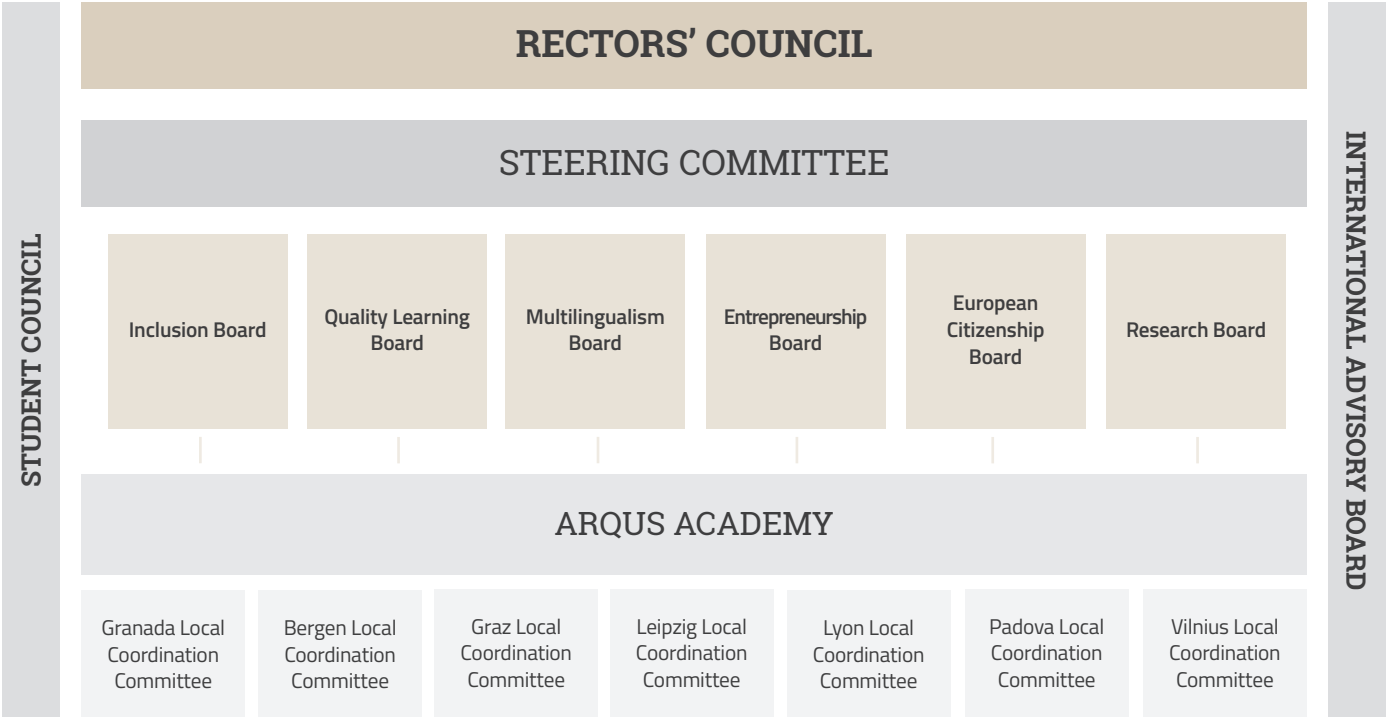 RECTORS’ COUNCIL
STEERING COMMITTEE
STUDENT COUNCIL
INTERNATIONAL ADVISORY BOARD
Inclusion Board
Quality Learning
Board
Multilingualism
Board
Entrepreneurship
Board
European
Citizenship
Board
Research Board
ARQUS ACADEMY
Granada Local
Coordination
Committee
Bergen Local
Coordination
Committee
Graz Local
Coordination
Committee
Leipzig Local
Coordination
Committee
Lyon Local
Coordination
Committee
Padova Local
Coordination
Committee
Vilnius Local
Coordination
Committee